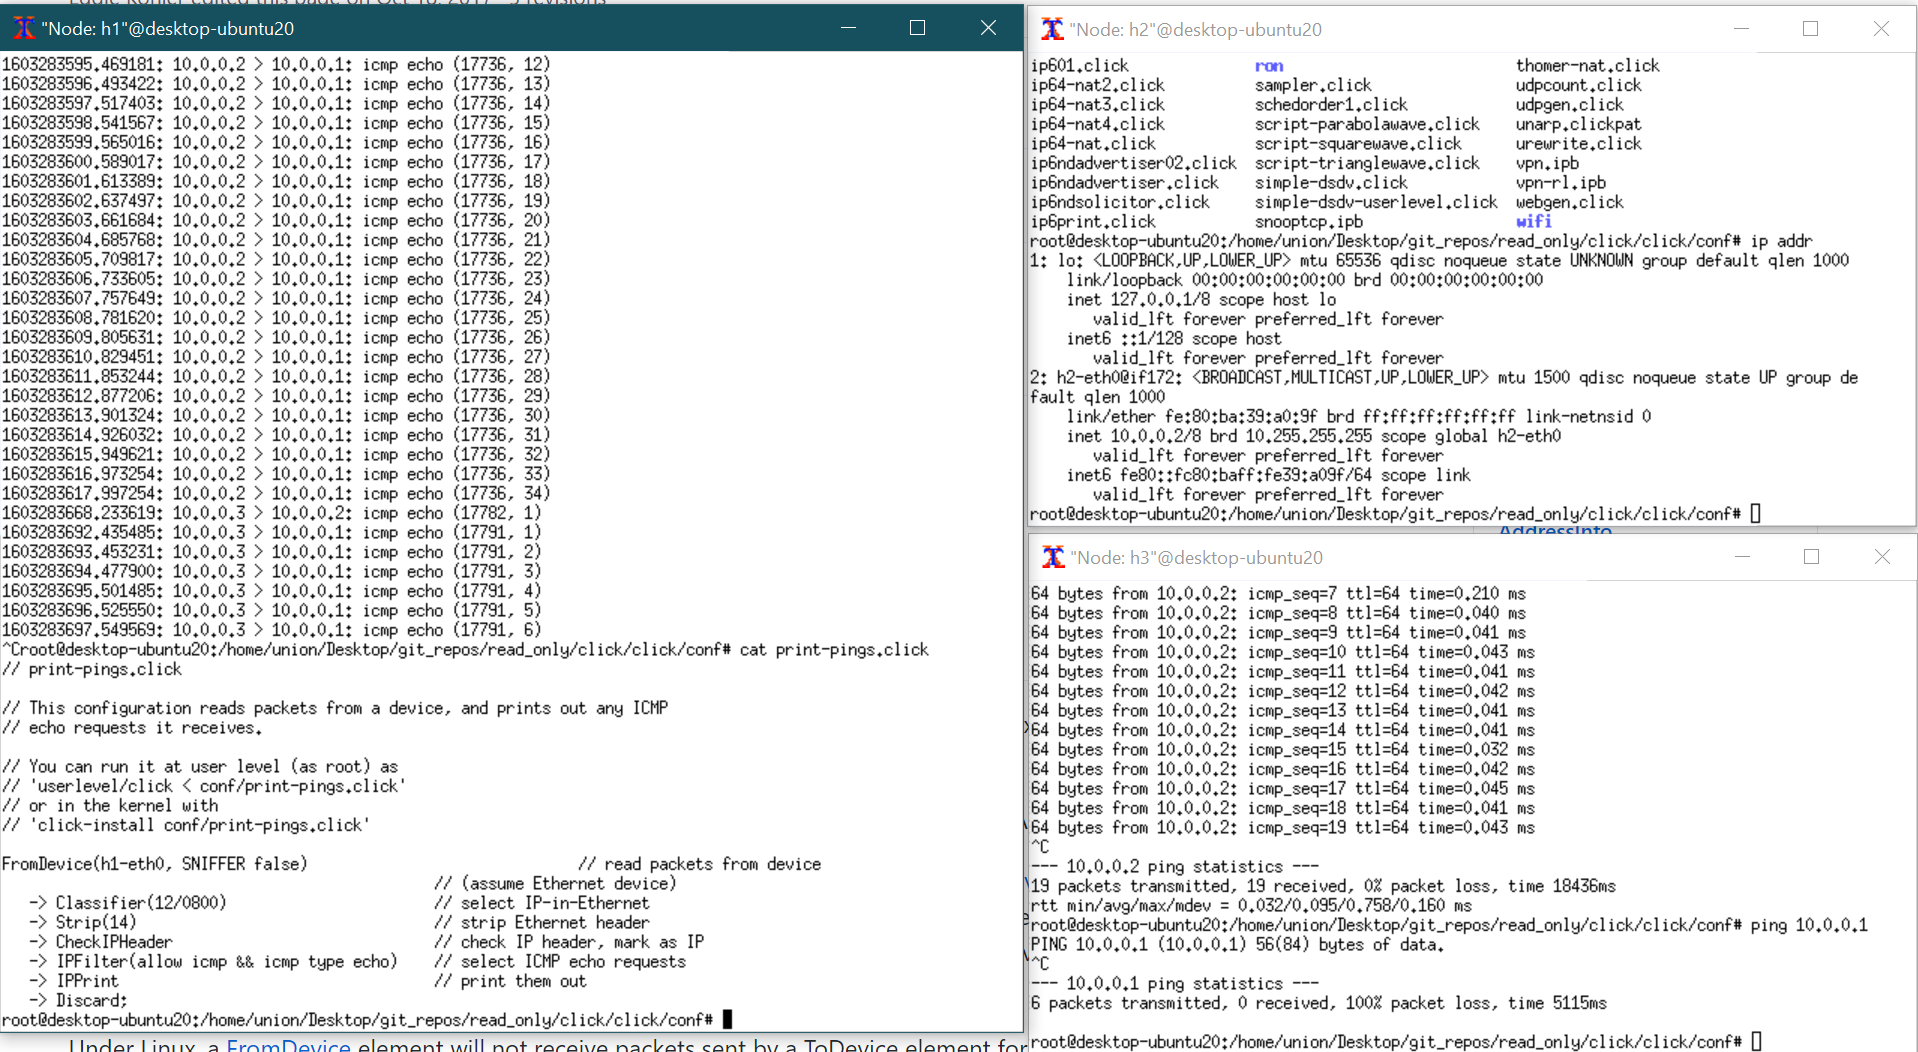 Eddie Kohler edited this page on Oct 16, 2017 · 5 revisions
"Node: h1"@desktop-ubuntu20
1603283595.469181: 10.0.0.2 > 10.0.0.1: icmp echo (17736, 12)
1603283596.493422: 10.0.0.2 > 10.0.0.1: icmp echo (17736, 13)
1603283597.517403: 10.0.0.2 > 10.0.0.1: icmp echo (17736, 14)
1603283598.541567: 10.0.0.2 > 10.0.0.1: icmp echo (17736, 15)
1603283599.565016: 10.0.0.2 > 10.0.0.1: icmp echo (17736, 16)
1603283600.589017: 10.0.0.2 > 10.0.0.1: icmp echo (17736, 17)
1603283601.613389: 10.0.0.2 > 10.0.0.1: icmp echo (17736, 18)
1603283602.637497: 10.0.0.2 > 10.0.0.1: icmp echo (17736, 19)
1603283603.661684: 10.0.0.2 > 10.0.0.1: icmp echo (17736, 20)
1603283604.685768: 10.0.0.2 > 10.0.0.1: icmp echo (17736, 21)
1603283605.709817: 10.0.0.2 > 10.0.0.1: icmp echo (17736, 22)
1603283606.733605: 10.0.0.2 > 10.0.0.1: icmp echo (17736, 23)
1603283607.757649: 10.0.0.2 > 10.0.0.1: icmp echo (17736, 24)
1603283608.781620: 10.0.0.2 > 10.0.0.1: icmp echo (17736, 25)
1603283609.805631: 10.0.0.2 > 10.0.0.1: icmp echo (17736, 26)
1603283610.829451: 10.0.0.2 > 10.0.0.1: icmp echo (17736, 27)
1603283611.853244: 10.0.0.2 > 10.0.0.1: icmp echo (17736, 28)
1603283612.877206: 10.0.0.2 > 10.0.0.1: icmp echo (17736, 29)
1603283613.901324: 10.0.0.2 > 10.0.0.1: icmp echo (17736, 30)
1603283614.926032: 10.0.0.2 > 10.0.0.1: icmp echo (17736, 31)
1603283615.949621: 10.0.0.2 > 10.0.0.1: icmp echo (17736, 32)
1603283616.973254: 10.0.0.2 > 10.0.0.1: icmp echo (17736, 33)
1603283617.997254: 10.0.0.2 > 10.0.0.1: icmp echo (17736, 34)
1603283668.233619: 10.0.0.3 > 10.0.0.2: icmp echo (17782, 1)
1603283692.435485: 10.0.0.3 > 10.0.0.1: icmp echo (17791, 1)
1603283693.453231: 10.0.0.3 > 10.0.0.1: icmp echo (17791, 2)
1603283694.477900: 10.0.0.3 > 10.0.0.1: icmp echo (17791, 3)
1603283695.501485: 10.0.0.3 > 10.0.0.1: icmp echo (17791, 4)
1603283696.525550: 10.0.0.3 > 10.0.0.1: icmp echo (17791, 5)
1603283697.549569: 10.0.0.3 > 10.0.0.1: icmp echo (17791, 6)
^Croot@desktop-ubuntu20:/home/union/Desktop/git_repos/read_only/click/click/conf# cat print-pings.click
// print-pings.click
// This configuration reads packets from a device, and prints out any ICMP
// echo requests it receives.
// You can run it at user level (as root) as
// 'userlevel/click < conf/print-pings.click'
// or in the kernel with
// 'click-install conf/print-pings.click'
FromDevice(h1-eth0, SNIFFER false) // read packets from device
// (assume Ethernet device)
-> Classifier(12/0800) // select IP-in-Ethernet
-> Strip(14) // strip Ethernet header
-> CheckIPHeader // check IP header, mark as IP
-> IPFilter(allow icmp && icmp type echo) // select ICMP echo requests
-> IPPrint // print them out
-> Discard;
root@desktop-ubuntu20:/home/union/Desktop/git_repos/read_only/click/click/conf#
Under Linux, a FromDevice element will not receive packets sent by a ToDevice element for
"Node: h2"@desktop-ubuntu20
ip601.click ron thomer-nat.click
ip64-nat2.click sampler.click udpcount.click
ip64-nat3.click schedorder1.click udpgen.click
ip64-nat4.click script-parabolawave.click unarp.clickpat
ip64-nat.click script-squarewave.click urewrite.click
ip6ndadvertiser02.click script-trianglewave.click vpn.ipb
ip6ndadvertiser.click simple-dsdv.click vpn-rl.ipb
ip6ndsolicitor.click simple-dsdv-userlevel.click webgen.click
ip6print.click snooptcp.ipb wifi
root@desktop-ubuntu20:/home/union/Desktop/git_repos/read_only/click/click/conf# ip addr
1: lo: <LOOPBACK,UP,LOWER_UP> mtu 65536 qdisc noqueue state UNKNOWN group default qlen 1000
link/loopback 00:00:00:00:00:00 brd 00:00:00:00:00:00
inet 127.0.0.1/8 scope host lo
valid_lft forever preferred_lft forever
inet6 ::1/128 scope host
valid_lft forever preferred_lft forever
2: h2-eth0@if172: <BROADCAST,MULTICAST,UP,LOWER_UP> mtu 1500 qdisc noqueue state UP group de
fault qlen 1000
link/ether fe:80:ba:39:a0:9f brd ff:ff:ff:ff:ff:ff link-netnsid 0
inet 10.0.0.2/8 brd 10.255.255.255 scope global h2-eth0
valid_lft forever preferred_lft forever
inet6 fe80::fc80:baff:fe39:a09f/64 scope link
valid_lft forever preferred_lft forever
root@desktop-ubuntu20:/home/union/Desktop/git_repos/read_only/click/click/conf#
AddressInfo
"Node: h3"@desktop-ubuntu20
64 bytes from 10.0.0.2: icmp_seq=7 ttl=64 time=0.210 ms
64 bytes from 10.0.0.2: icmp_seq=8 ttl=64 time=0.040 ms
64 bytes from 10.0.0.2: icmp_seq=9 ttl=64 time=0.041 ms
64 bytes from 10.0.0.2: icmp_seq=10 ttl=64 time=0.043 ms
64 bytes from 10.0.0.2: icmp_seq=11 ttl=64 time=0.041 ms
64 bytes from 10.0.0.2: icmp_seq=12 ttl=64 time=0.042 ms
64 bytes from 10.0.0.2: icmp_seq=13 ttl=64 time=0.041 ms
64 bytes from 10.0.0.2: icmp_seq=14 ttl=64 time=0.041 ms
64 bytes from 10.0.0.2: icmp_seq=15 ttl=64 time=0.032 ms
64 bytes from 10.0.0.2: icmp_seq=16 ttl=64 time=0.042 ms
64 bytes from 10.0.0.2: icmp_seq=17 ttl=64 time=0.045 ms
64 bytes from 10.0.0.2: icmp_seq=18 ttl=64 time=0.041 ms
64 bytes from 10.0.0.2: icmp_seq=19 ttl=64 time=0.043 ms
^C
--- 10.0.0.2 ping statistics ---
19 packets transmitted, 19 received, 0% packet loss, time 18436ms
rtt min/avg/max/mdev = 0.032/0.095/0.758/0.160 ms
root@desktop-ubuntu20:/home/union/Desktop/git_repos/read_only/click/click/conf# ping 10.0.0.1
PING 10.0.0.1 (10.0.0.1) 56(84) bytes of data.
^C
--- 10.0.0.1 ping statistics ---
6 packets transmitted, 0 received, 100% packet loss, time 5115ms
root@desktop-ubuntu20:/home/union/Desktop/git_repos/read_only/click/click/conf#